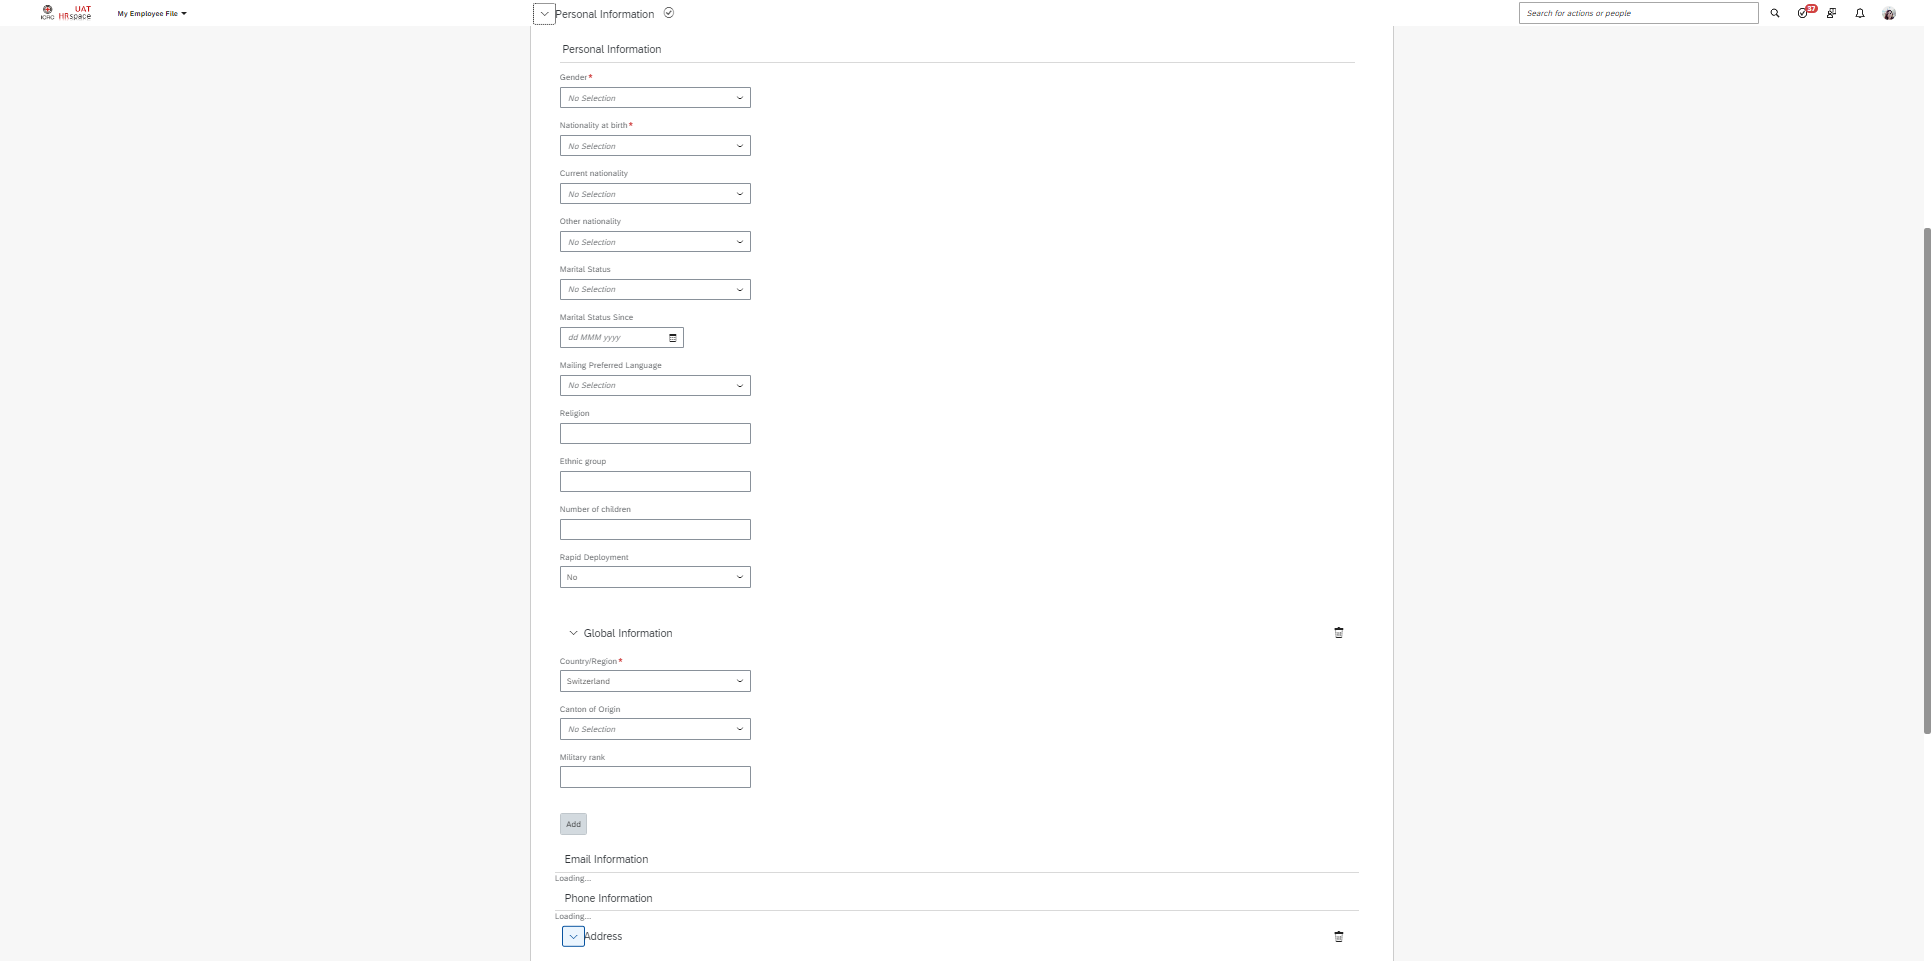 ICRC
UAT
HRspace
My Employee File
Personal Information
Search for actions or people
37
Personal Information
Gender*
No Selection
Nationality at birth*
No Selection
Current nationality
No Selection
Other nationality
No Selection
Marital Status
No Selection
Marital Status Since
dd MMM yyyy
Mailing Preferred Language
No Selection
Religion
Ethnic group
Number of children
Rapid Deployment
No
Global Information
Country/Region*
Switzerland
Canton of Origin
No Selection
Military rank
Add
Email Information
Loading...
Phone Information
Loading...
Address